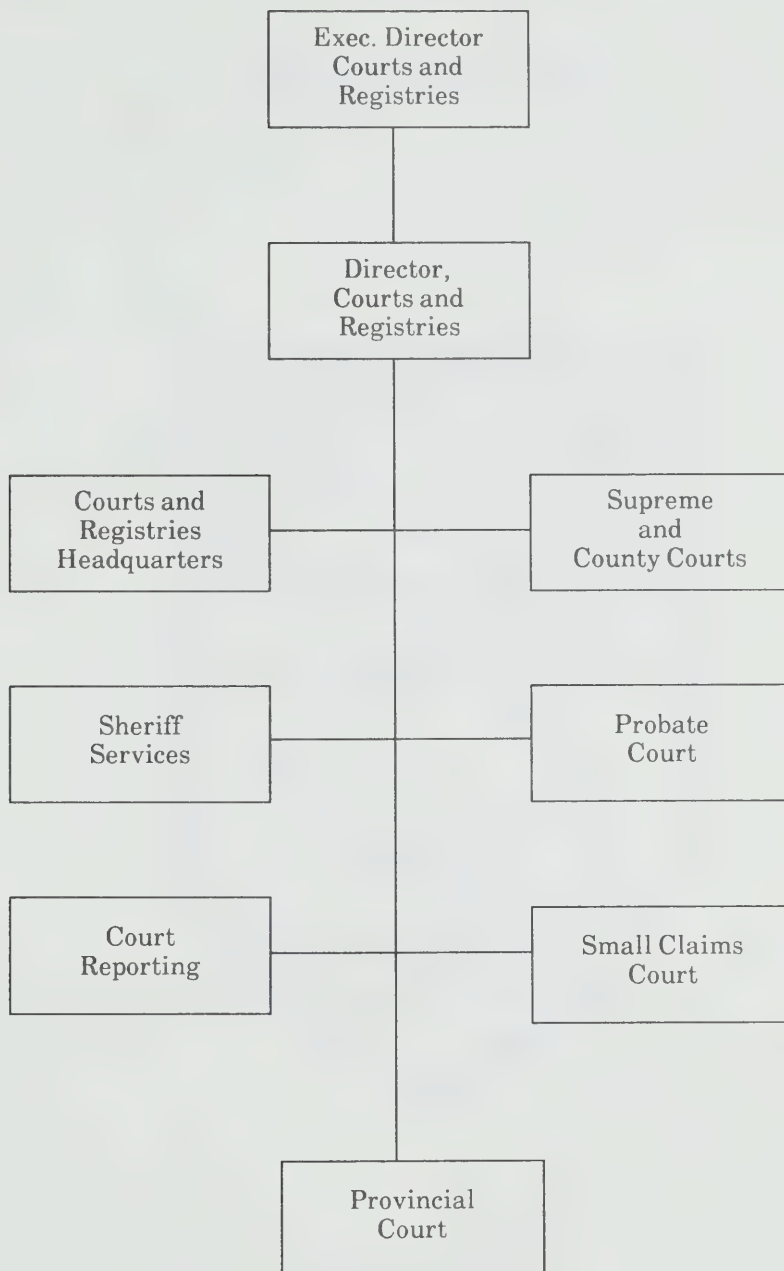 Exec. Director
Courts and
Registries
Director,
Courts and
Registries
Courts and
Registries
Headquarters
Supreme
and
County Courts
Sheriff
Services
Probate
Court
Court
Reporting
Small Claims
Court
Provincial
Court